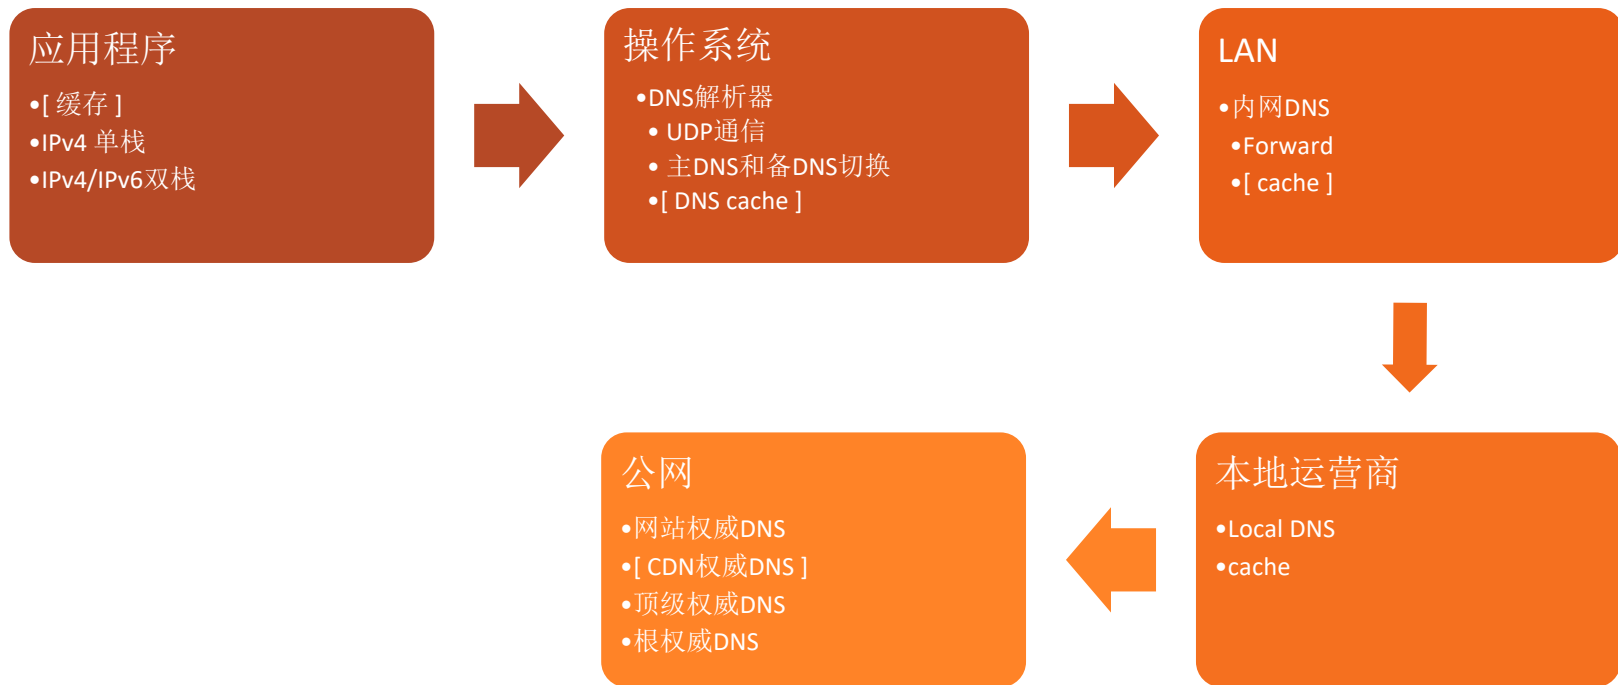 应用程序
•[ 缓存 ]
•IPv4 单栈
•IPv4/IPv6双栈
操作系统
•DNS解析器
• UDP通信
• 主DNS和备DNS切换
•[ DNS cache ]
LAN
•内网DNS
•Forward
•[ cache ]
本地运营商
•Local DNS
•cache
公网
•网站权威DNS
•[ CDN权威DNS ]
•顶级权威DNS
•根权威DNS